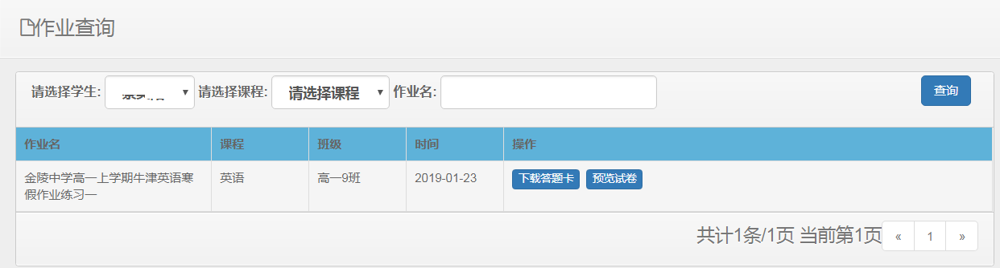 作业查询
请选择学生: 请选择课程: 请选择课程 作业名: 查询
作业名 课程 班级 时间 操作
金陵中学高一上学期牛津英语寒 英语 高一9班 2019-01-23 下载答题卡 预览试卷
假作业练习一
共计1条/1页 当前第1页 « 1 »